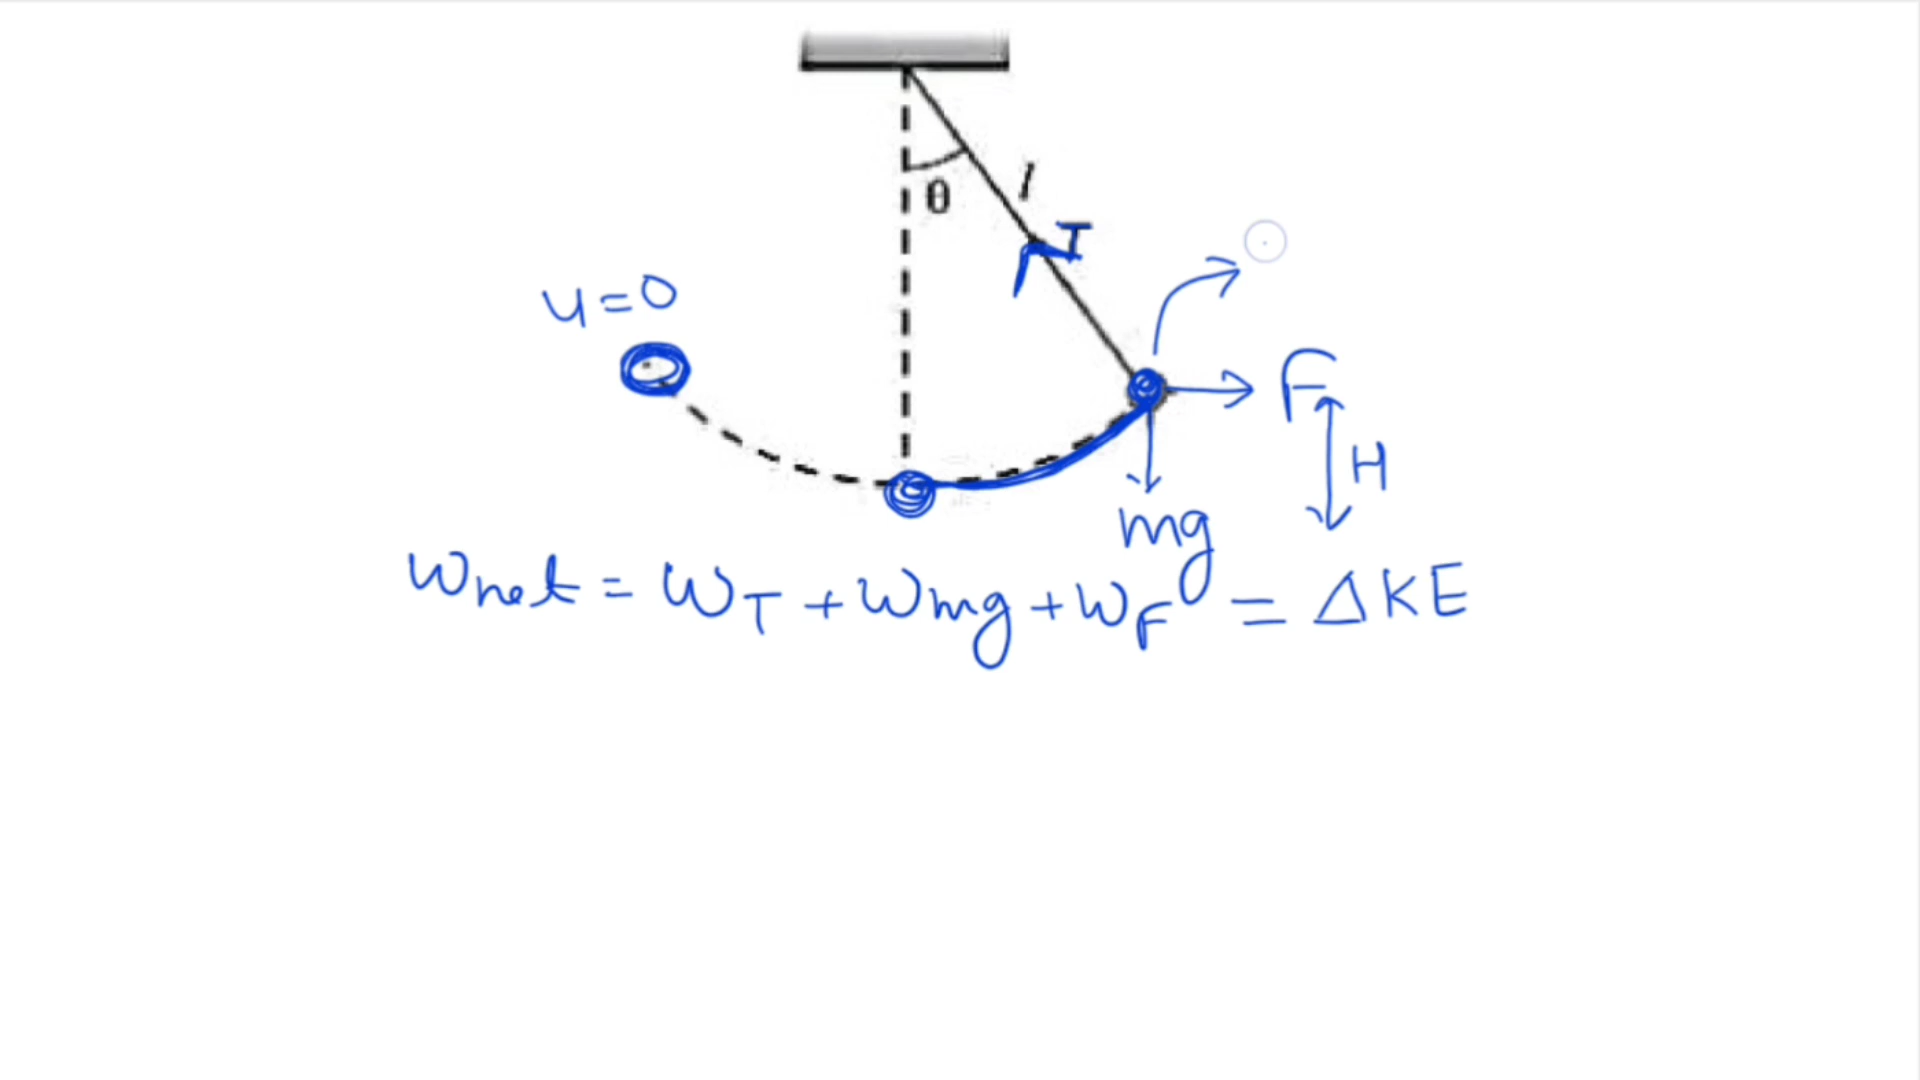 θ
l
T
u=0
F
H
mg
Wnet = WT + Wmg + WF = ΔKE